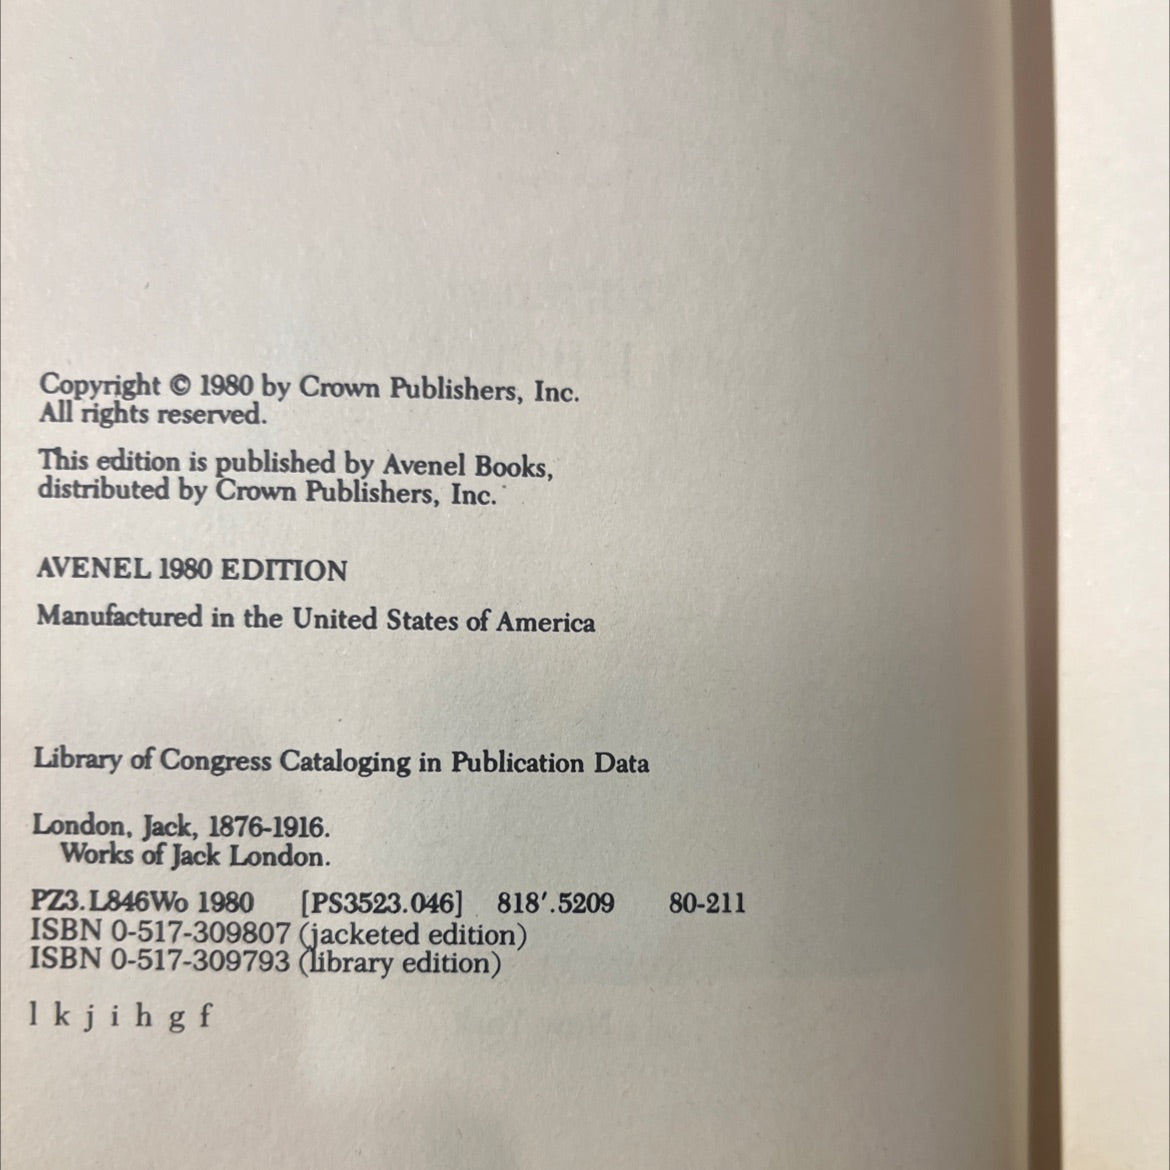 Copyright © 1980 by Crown Publishers, Inc.
All rights reserved.
This edition is published by Avenel Books,
distributed by Crown Publishers, Inc.
AVENEL 1980 EDITION
Manufactured in the United States of America
Library of Congress Cataloging in Publication Data
London, Jack, 1876-1916.
Works of Jack London.
PZ3.L846Wo 1980 [PS3523.046] 818′.5209 80-211
ISBN 0-517-309807 (jacketed edition)
ISBN 0-517-309793 (library edition)
l k j i h g f